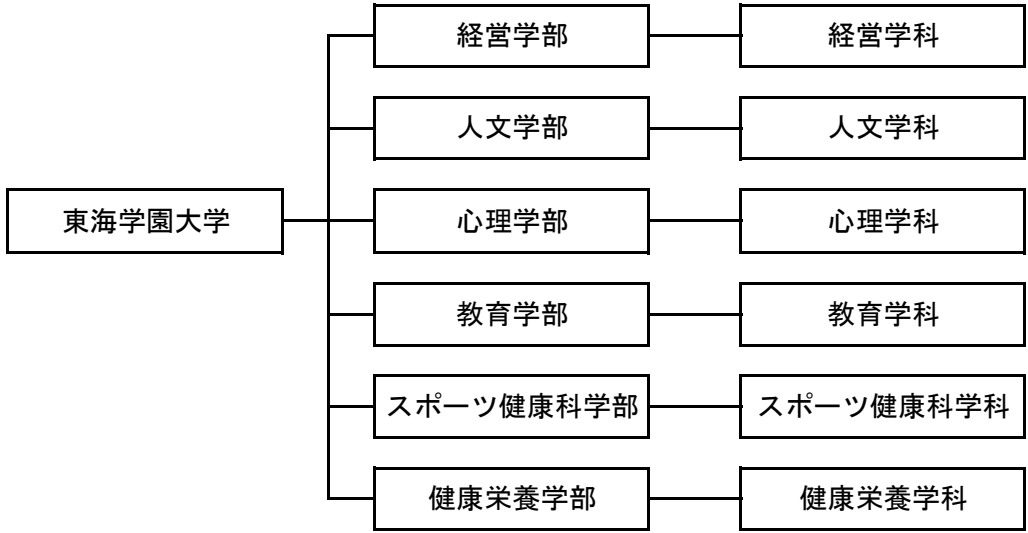 経営学部 経営学科
人文学部 人文学科
東海学園大学 心理学部 心理学科
教育学部 教育学科
スポーツ健康科学部 スポーツ健康科学科
健康栄養学部 健康栄養学科